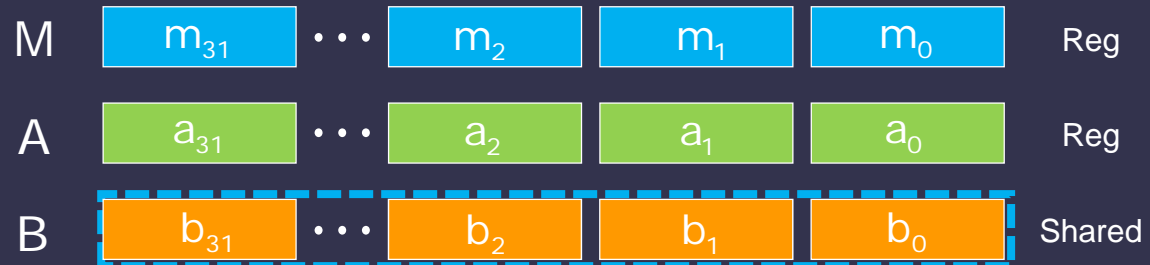 M m₃₁ ··· m₂ m₁ m₀ Reg
A a₃₁ ··· a₂ a₁ a₀ Reg
B b₃₁ ··· b₂ b₁ b₀ Shared